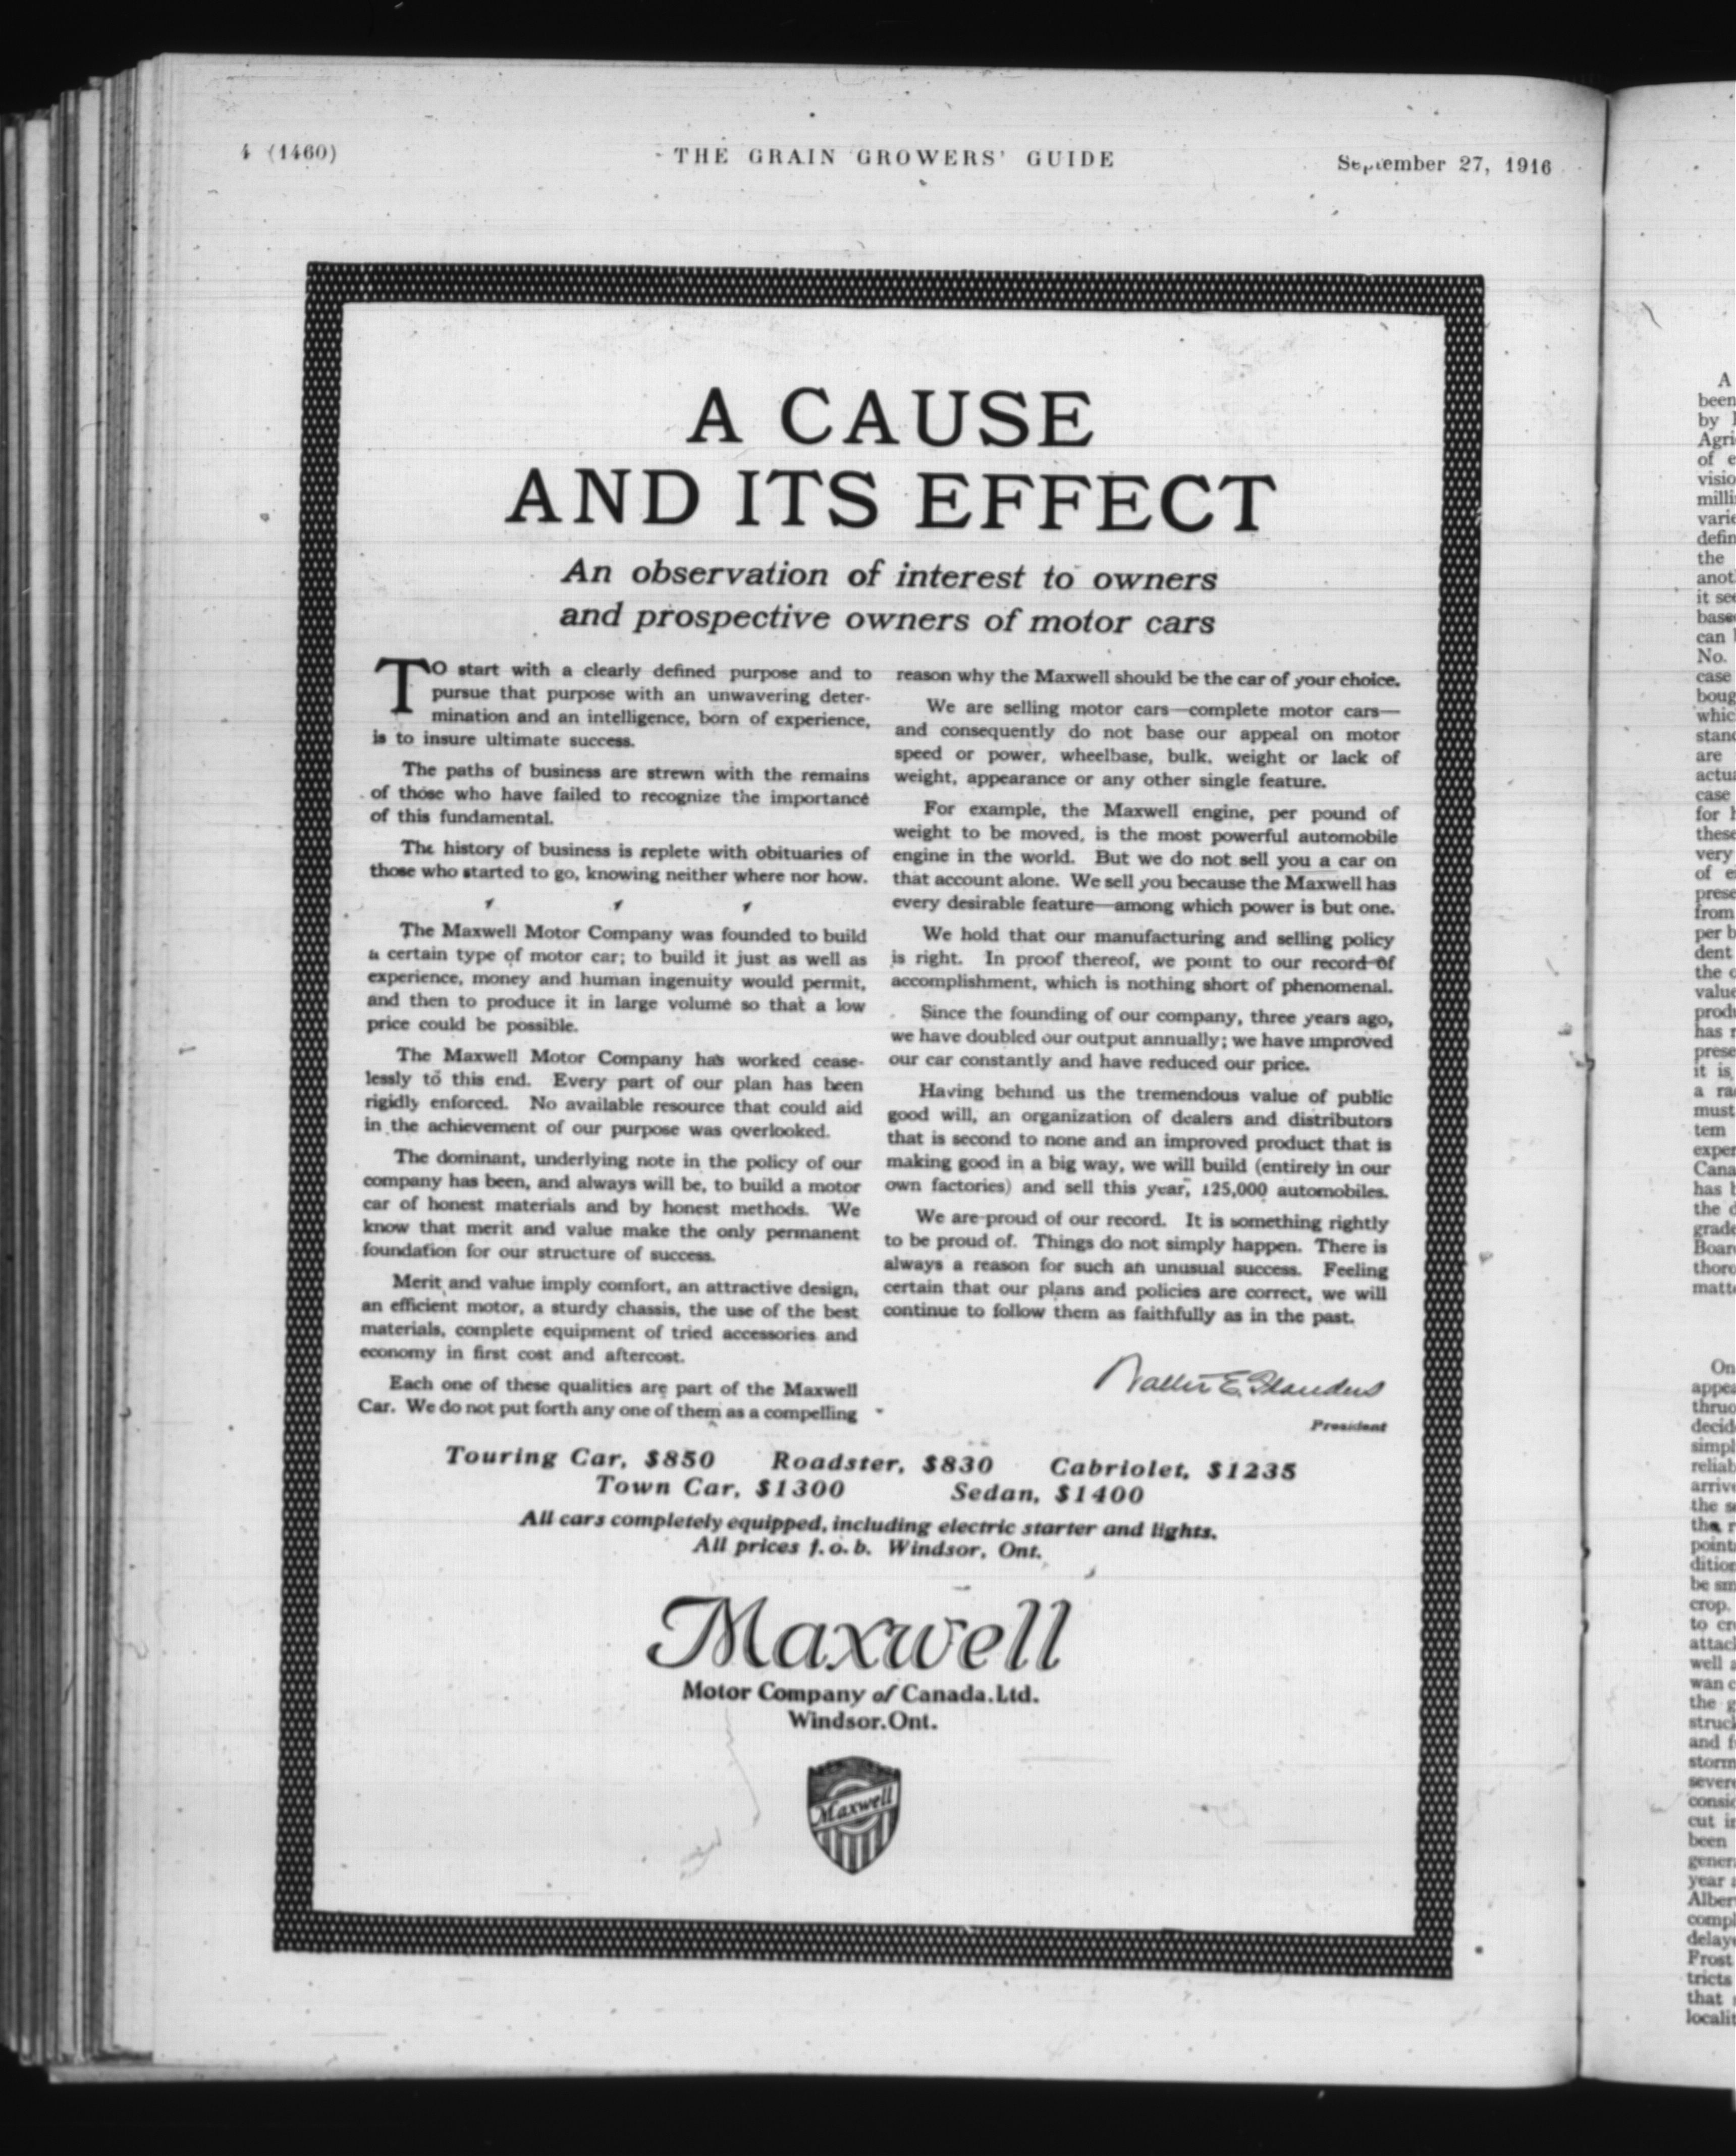 4 (1460)
THE GRAIN GROWERS' GUIDE
September 27, 1916
A CAUSE
AND ITS EFFECT
An observation of interest to owners
and prospective owners of motor cars
TO start with a clearly defined purpose and to
pursue that purpose with an unwavering deter-
mination and an intelligence, born of experience,
is to insure ultimate success.
The paths of business are strewn with the remains
of those who have failed to recognize the importance
of this fundamental.
The history of business is replete with obituaries of
those who started to go, knowing neither where nor how.
The Maxwell Motor Company was founded to build
a certain type of motor car; to build it just as well as
experience, money and human ingenuity would permit,
and then to produce it in large volume so that a low
price could be possible.
The Maxwell Motor Company has worked cease-
lessly to this end. Every part of our plan has been
rigidly enforced. No available resource that could aid
in the achievement of our purpose was overlooked.
The dominant, underlying note in the policy of our
company has been, and always will be, to build a motor
car of honest materials and by honest methods. We
know that merit and value make the only permanent
foundation for our structure of success.
Merit and value imply comfort, an attractive design,
an efficient motor, a sturdy chassis, the use of the best
materials, complete equipment of tried accessories and
economy in first cost and aftercost.
Each one of these qualities are part of the Maxwell
Car. We do not put forth any one of them as a compelling
reason why the Maxwell should be the car of your choice.
We are selling motor cars—complete motor cars—
and consequently do not base our appeal on motor
speed or power, wheelbase, bulk, weight or lack of
weight, appearance or any other single feature.
For example, the Maxwell engine, per pound of
weight to be moved, is the most powerful automobile
engine in the world. But we do not sell you a car on
that account alone. We sell you because the Maxwell has
every desirable feature—among which power is but one.
We hold that our manufacturing and selling policy
is right. In proof thereof, we point to our record of
accomplishment, which is nothing short of phenomenal.
Since the founding of our company, three years ago,
we have doubled our output annually; we have improved
our car constantly and have reduced our price.
Having behind us the tremendous value of public
good will, an organization of dealers and distributors
that is second to none and an improved product that is
making good in a big way, we will build (entirely in our
own factories) and sell this year, 125,000 automobiles.
We are proud of our record. It is something rightly
to be proud of. Things do not simply happen. There is
always a reason for such an unusual success. Feeling
certain that our plans and policies are correct, we will
continue to follow them as faithfully as in the past.
Walter E. Flanders
President
Touring Car, $850 Roadster, $830 Cabriolet, $1235
Town Car, $1300 Sedan, $1400
All cars completely equipped, including electric starter and lights.
All prices f.o.b. Windsor, Ont.
Maxwell
Motor Company of Canada. Ltd.
Windsor. Ont.
Maxwell